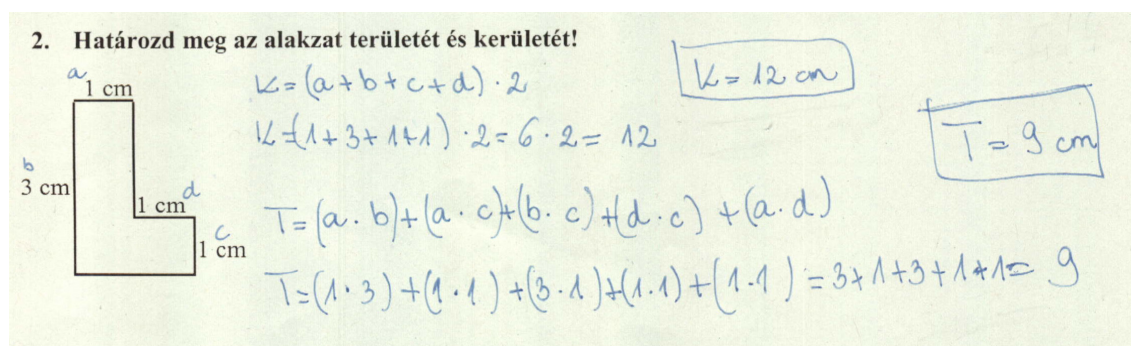 2. Határozd meg az alakzat területét és kerületét!
a
1 cm
K = (a + b + c + d) · 2
K = 12 cm
K = (1 + 3 + 1 + 1) · 2 = 6 · 2 = 12
T = 9 cm
b
3 cm
d
1 cm
c
1 cm
T = (a · b) + (a · c) + (b · c) + (d · c) + (a · d)
T = (1 · 3) + (1 · 1) + (3 · 1) + (1 · 1) + (1 · 1) = 3 + 1 + 3 + 1 + 1 = 9